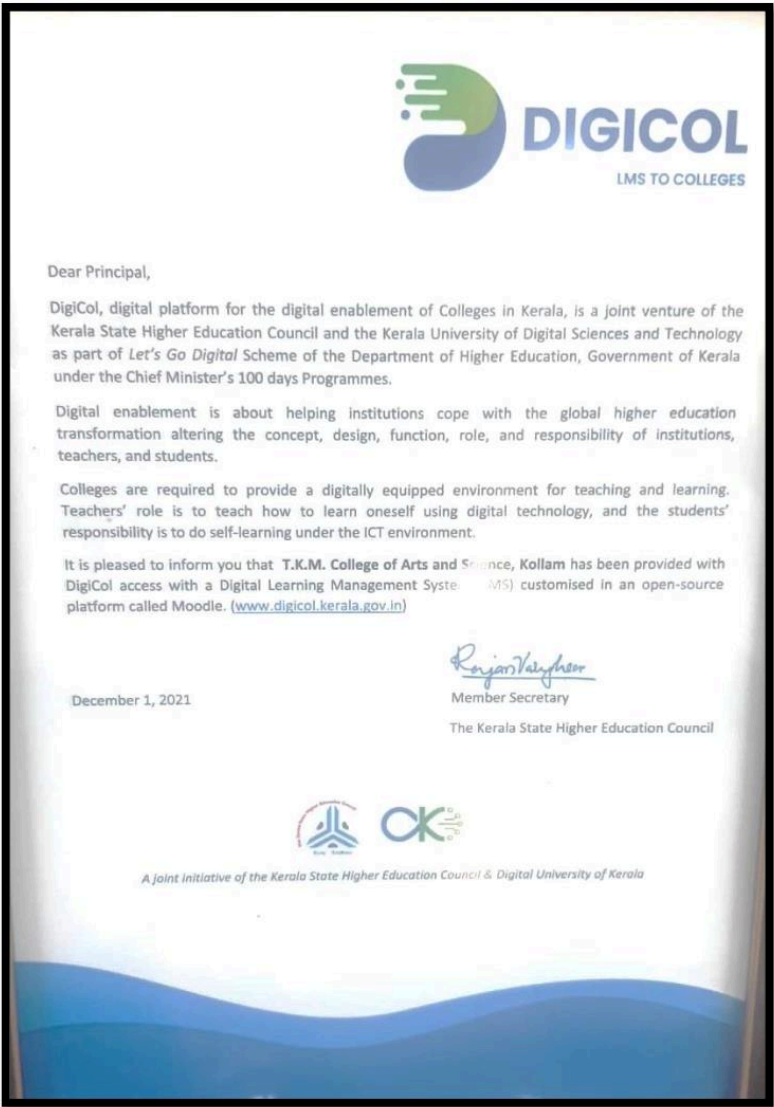 DIGICOL
LMS TO COLLEGES
Dear Principal,
DigiCol, digital platform for the digital enablement of Colleges in Kerala, is a joint venture of the
Kerala State Higher Education Council and the Kerala University of Digital Sciences and Technology
as part of Let's Go Digital Scheme of the Department of Higher Education, Government of Kerala
under the Chief Minister's 100 days Programmes.
Digital enablement is about helping institutions cope with the global higher education
transformation altering the concept, design, function, role, and responsibility of institutions,
teachers, and students.
Colleges are required to provide a digitally equipped environment for teaching and learning.
Teachers' role is to teach how to learn oneself using digital technology, and the students'
responsibility is to do self-learning under the ICT environment.
It is pleased to inform you that T.K.M. College of Arts and Science, Kollam has been provided with
DigiCol access with a Digital Learning Management Syste MS) customised in an open-source
platform called Moodle. (www.digicol.kerala.gov.in)
December 1, 2021
Member Secretary
The Kerala State Higher Education Council
A joint initiative of the Kerala State Higher Education Council & Digital University of Kerala